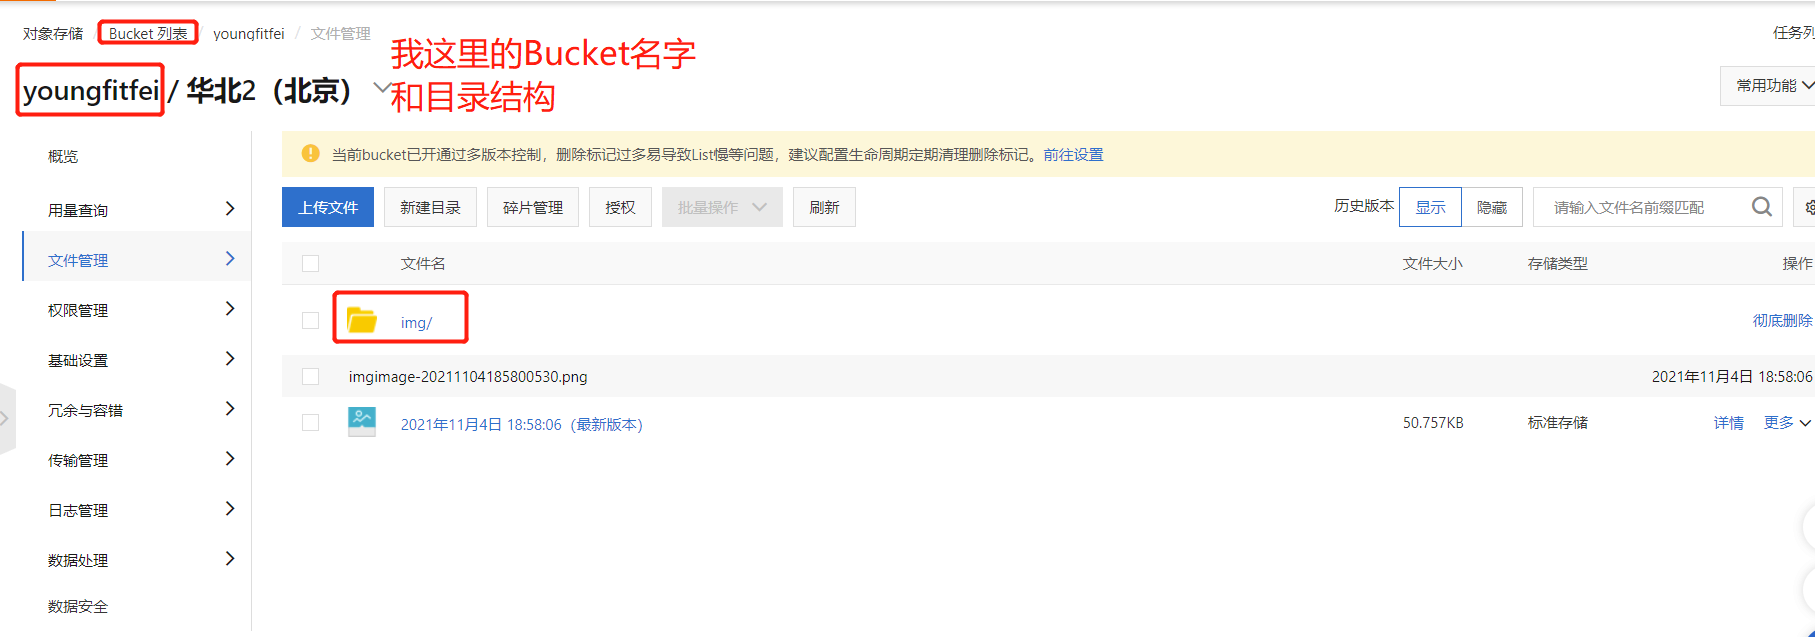 对象存储 / Bucket 列表 / youngfitfei / 文件管理
任务列
我这里的Bucket名字
和目录结构
youngfitfei / 华北2（北京）
常用功能
概览
用量查询
文件管理
权限管理
基础设置
冗余与容错
传输管理
日志管理
数据处理
数据安全
当前bucket已开通过多版本控制，删除标记过多易导致List慢等问题，建议配置生命周期定期清理删除标记。前往设置
上传文件 新建目录 碎片管理 授权 批量操作 刷新 历史版本 显示 隐藏 请输入文件名前缀匹配
文件名 文件大小 存储类型 操作
img/ 彻底删除
imgimage-20211104185800530.png 2021年11月4日 18:58:06
2021年11月4日 18:58:06（最新版本） 50.757KB 标准存储 详情 更多